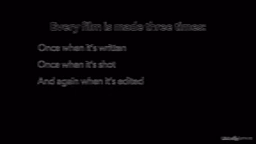 Every film is made three times:
Once when it's written
Once when it's shot
And again when it's edited